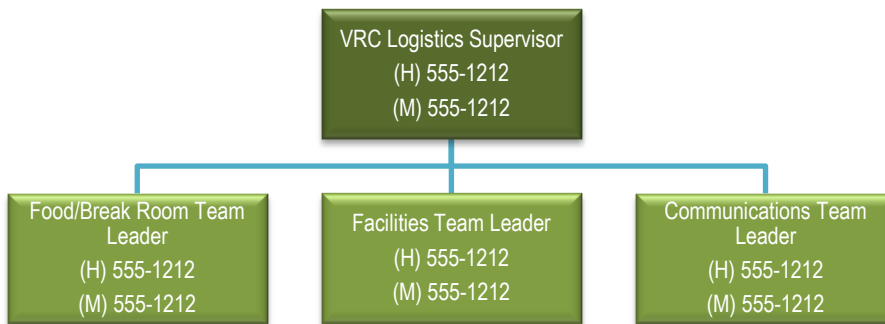 VRC Logistics Supervisor
(H) 555-1212
(M) 555-1212
Food/Break Room Team
Leader
(H) 555-1212
(M) 555-1212
Facilities Team Leader
(H) 555-1212
(M) 555-1212
Communications Team
Leader
(H) 555-1212
(M) 555-1212